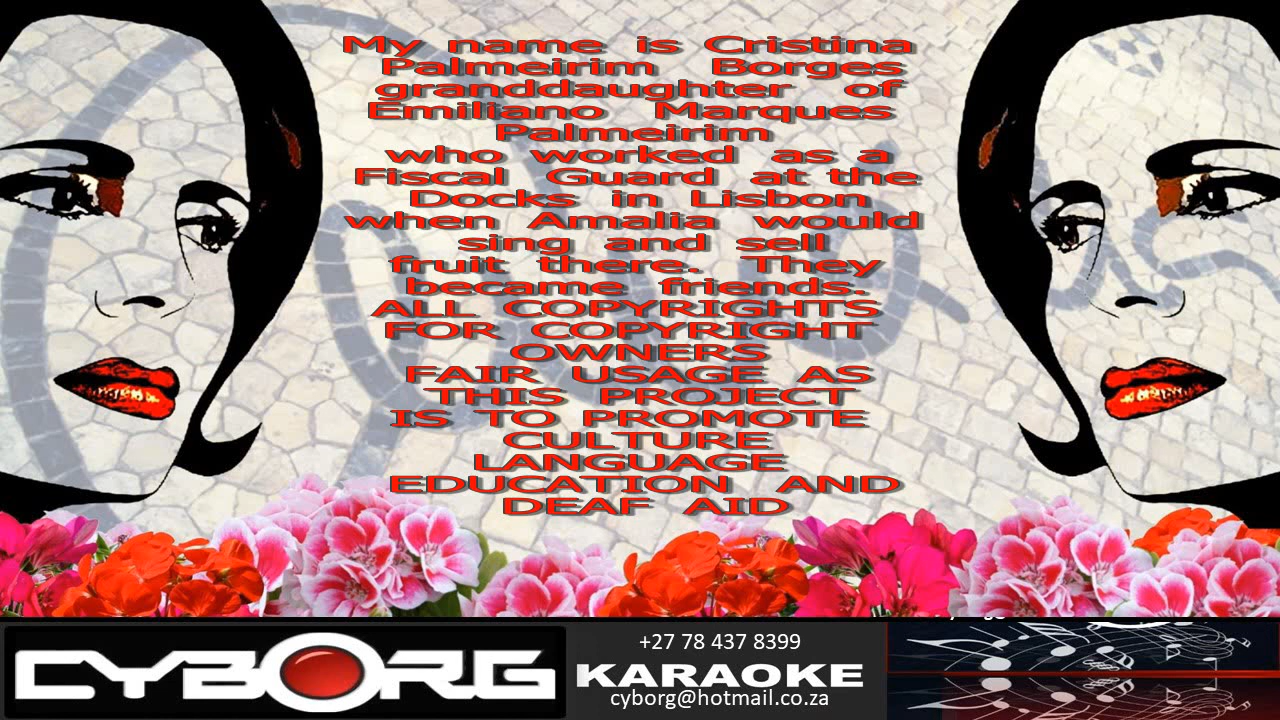 My name is Cristina
Palmeirim Borges
granddaughter of
Emiliano Marques
Palmeirim
who worked as a
Fiscal Guard at the
Docks in Lisbon
when Amalia would
sing and sell
fruit there. They
became friends.
ALL COPYRIGHTS
FOR COPYRIGHT
OWNERS
FAIR USAGE AS
THIS PROJECT
IS TO PROMOTE
CULTURE
LANGUAGE
EDUCATION AND
DEAF AID
CYBORG
+27 78 437 8399
KARAOKE
cyborg@hotmail.co.za